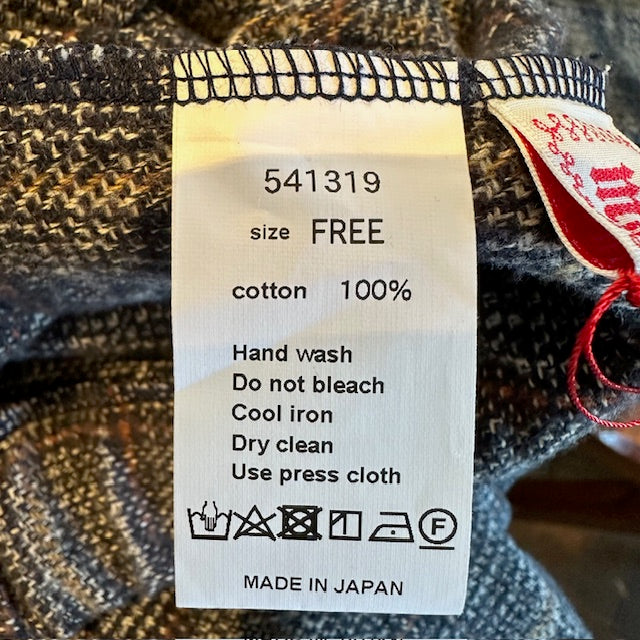 541319
size FREE
cotton 100%
Hand wash
Do not bleach
Cool iron
Dry clean
Use press cloth
F
MADE IN JAPAN